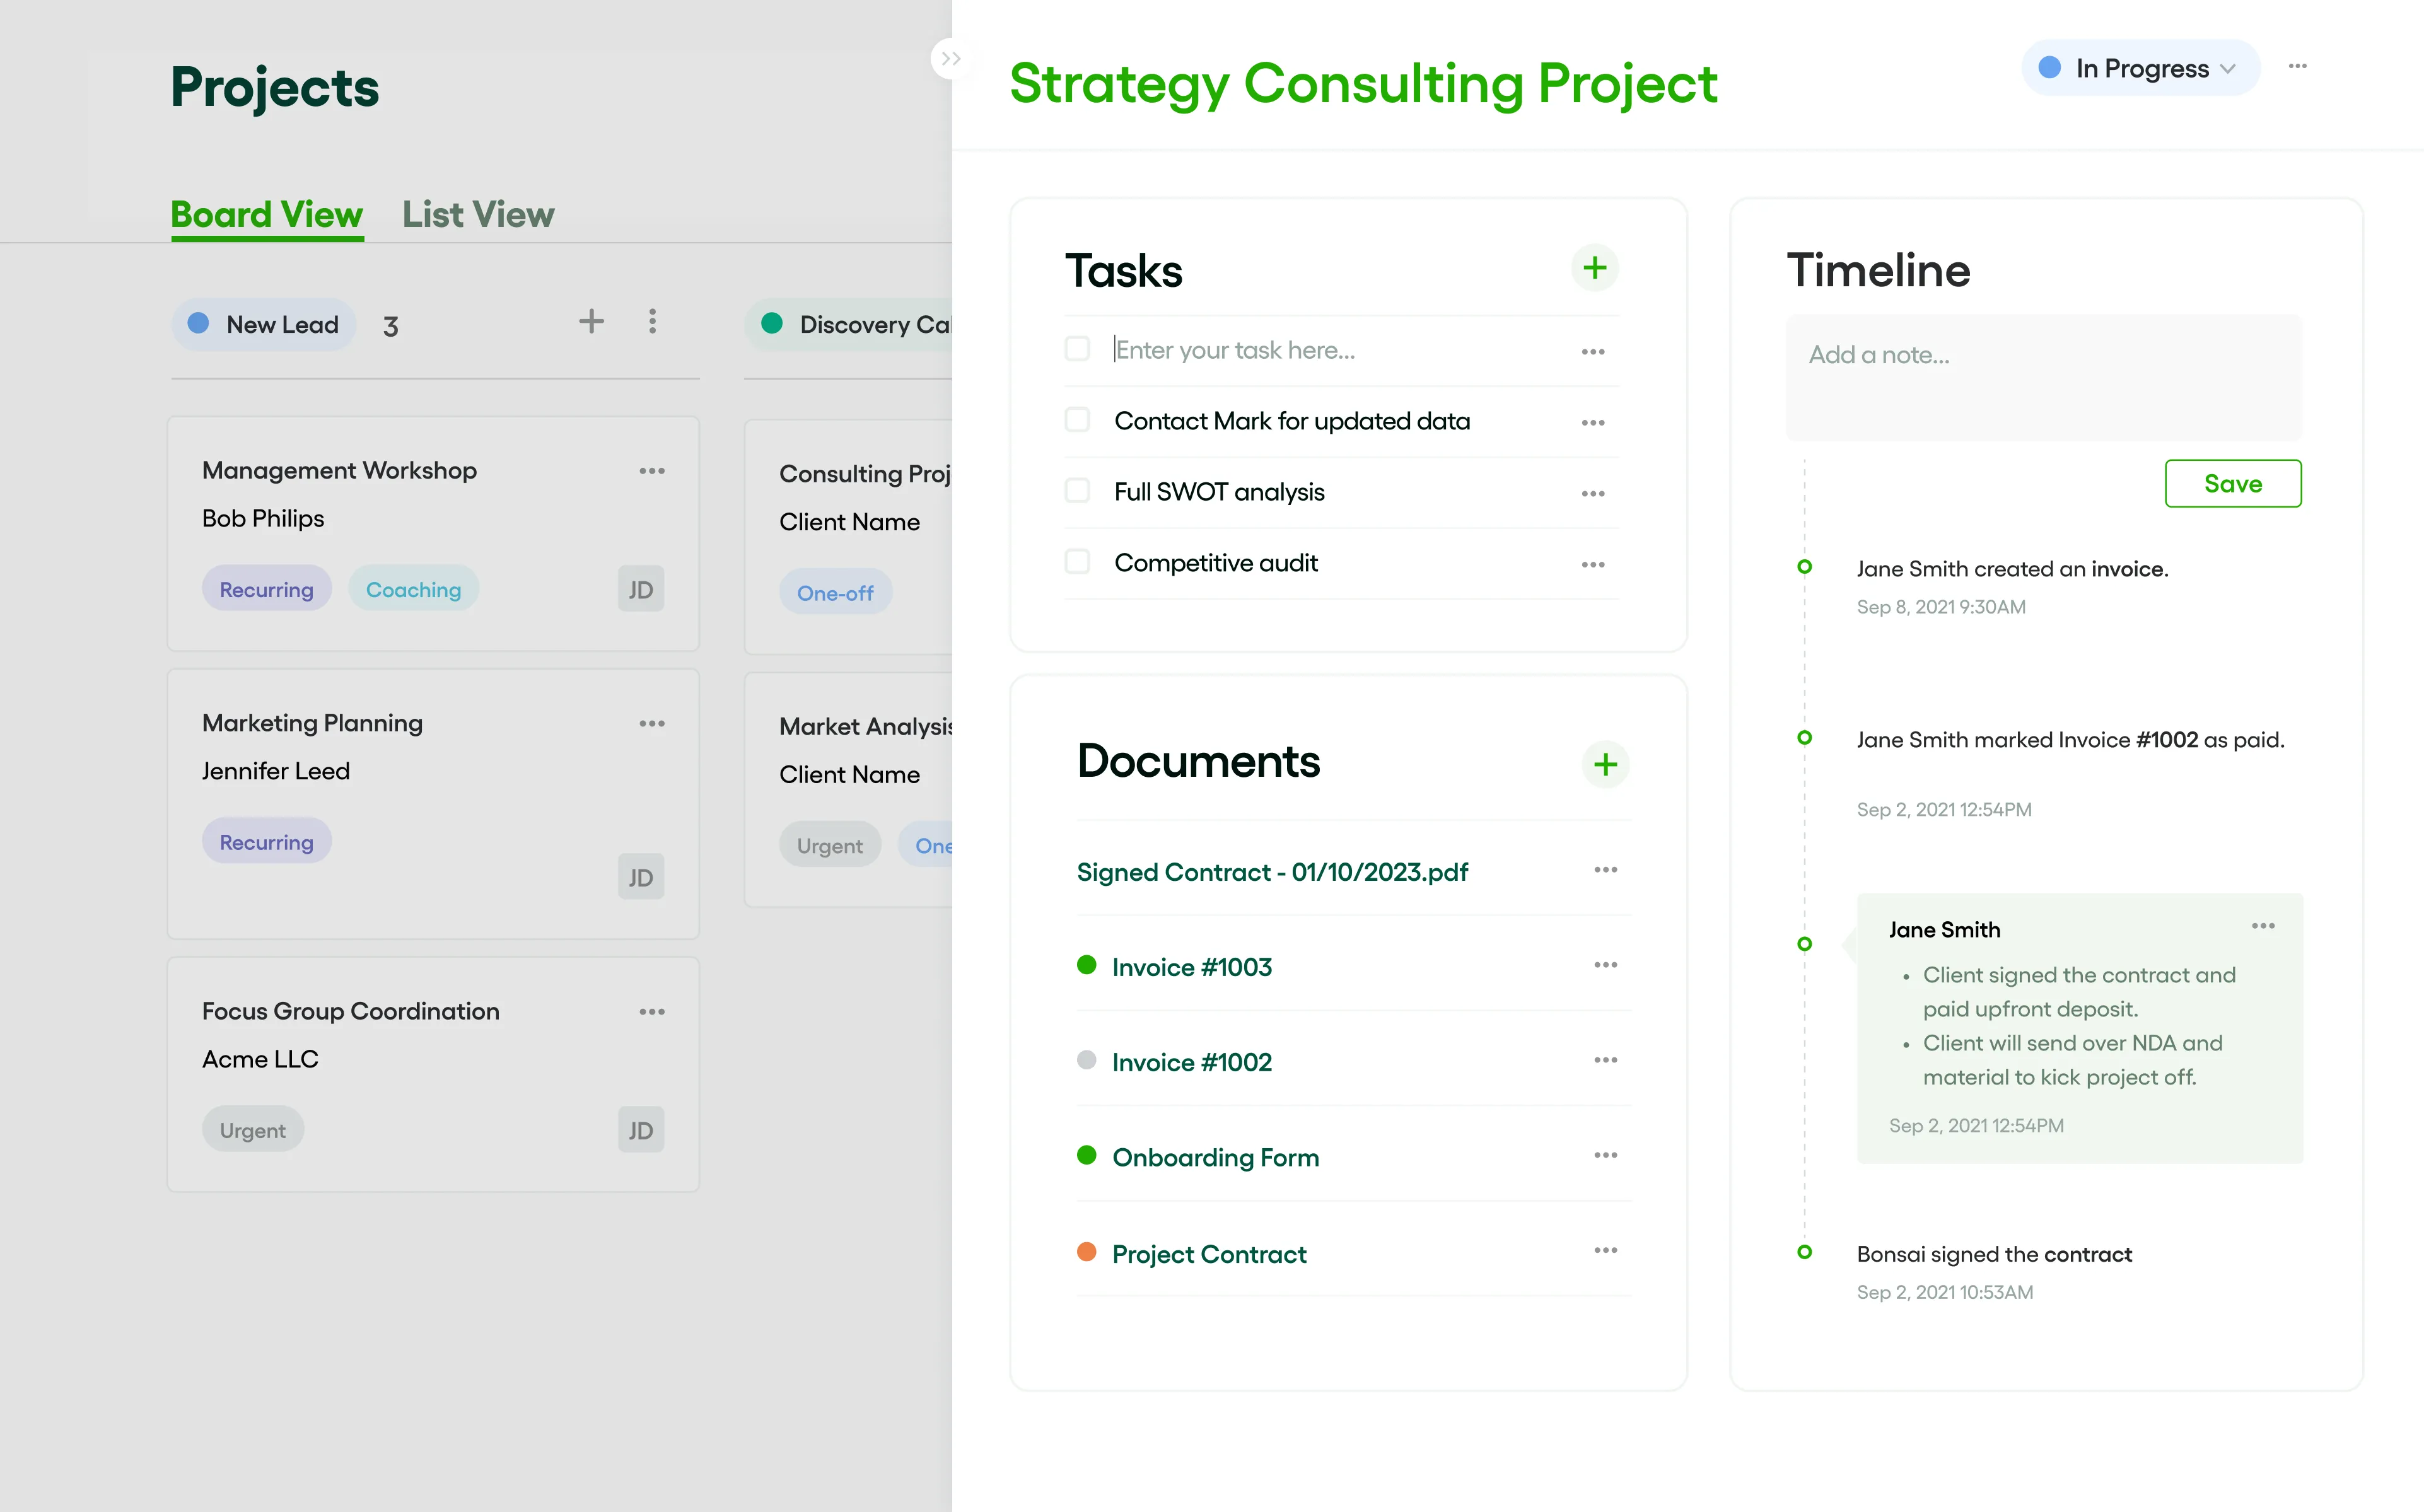 Projects
Board View
List View
New Lead
3
Management Workshop
Bob Philips
Recurring
Coaching
JD
Marketing Planning
Jennifer Leed
Recurring
JD
Focus Group Coordination
Acme LLC
Urgent
JD
Discovery Cal
Consulting Proj
Client Name
One-off
Market Analysis
Client Name
Urgent
One
Strategy Consulting Project
In Progress
Tasks
Enter your task here...
Contact Mark for updated data
Full SWOT analysis
Competitive audit
Documents
Signed Contract - 01/10/2023.pdf
Invoice #1003
Invoice #1002
Onboarding Form
Project Contract
Timeline
Add a note...
Save
Jane Smith created an invoice.
Sep 8, 2021 9:30AM
Jane Smith marked Invoice #1002 as paid.
Sep 2, 2021 12:54PM
Jane Smith
• Client signed the contract and
paid upfront deposit.
• Client will send over NDA and
material to kick project off.
Sep 2, 2021 12:54PM
Bonsai signed the contract
Sep 2, 2021 10:53AM